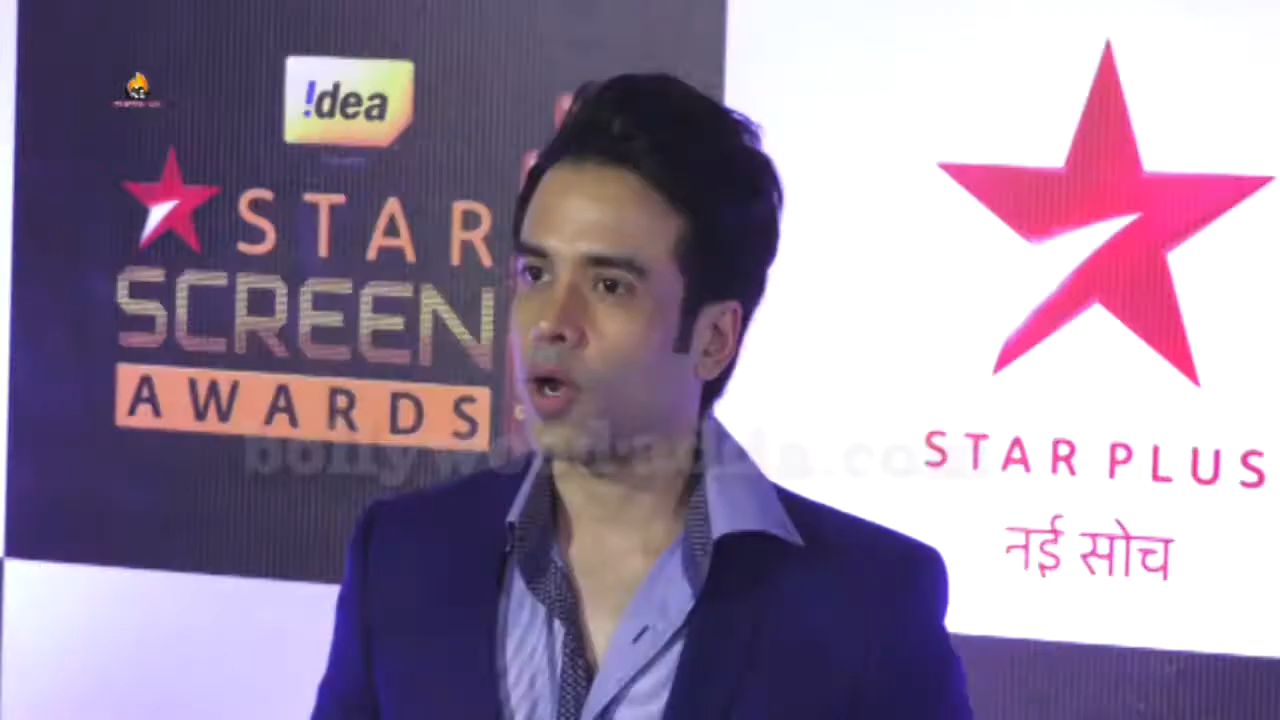 !dea
STAR
SCREEN
AWARDS
STAR PLUS
नई सोच